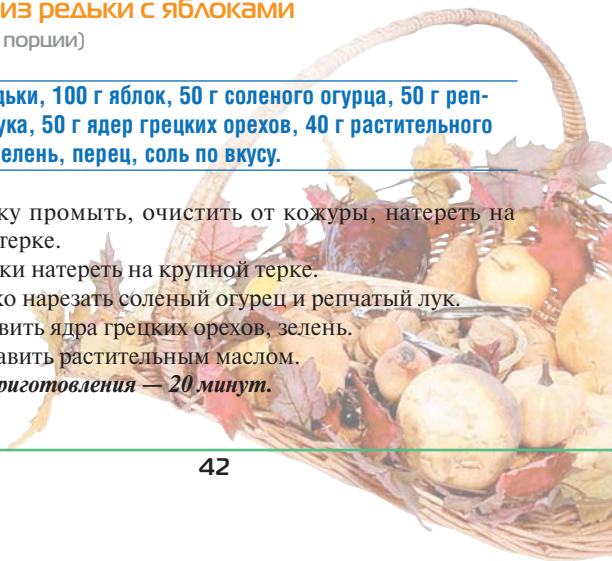 из редьки с яблоками
порции)
дьки, 100 г яблок, 50 г соленого огурца, 50 г реп-
ука, 50 г ядер грецких орехов, 40 г растительного
елень, перец, соль по вкусу.
ку промыть, очистить от кожуры, натереть на
терке.
ки натереть на крупной терке.
ко нарезать соленый огурец и репчатый лук.
вить ядра грецких орехов, зелень.
авить растительным маслом.
риготовления — 20 минут.
42